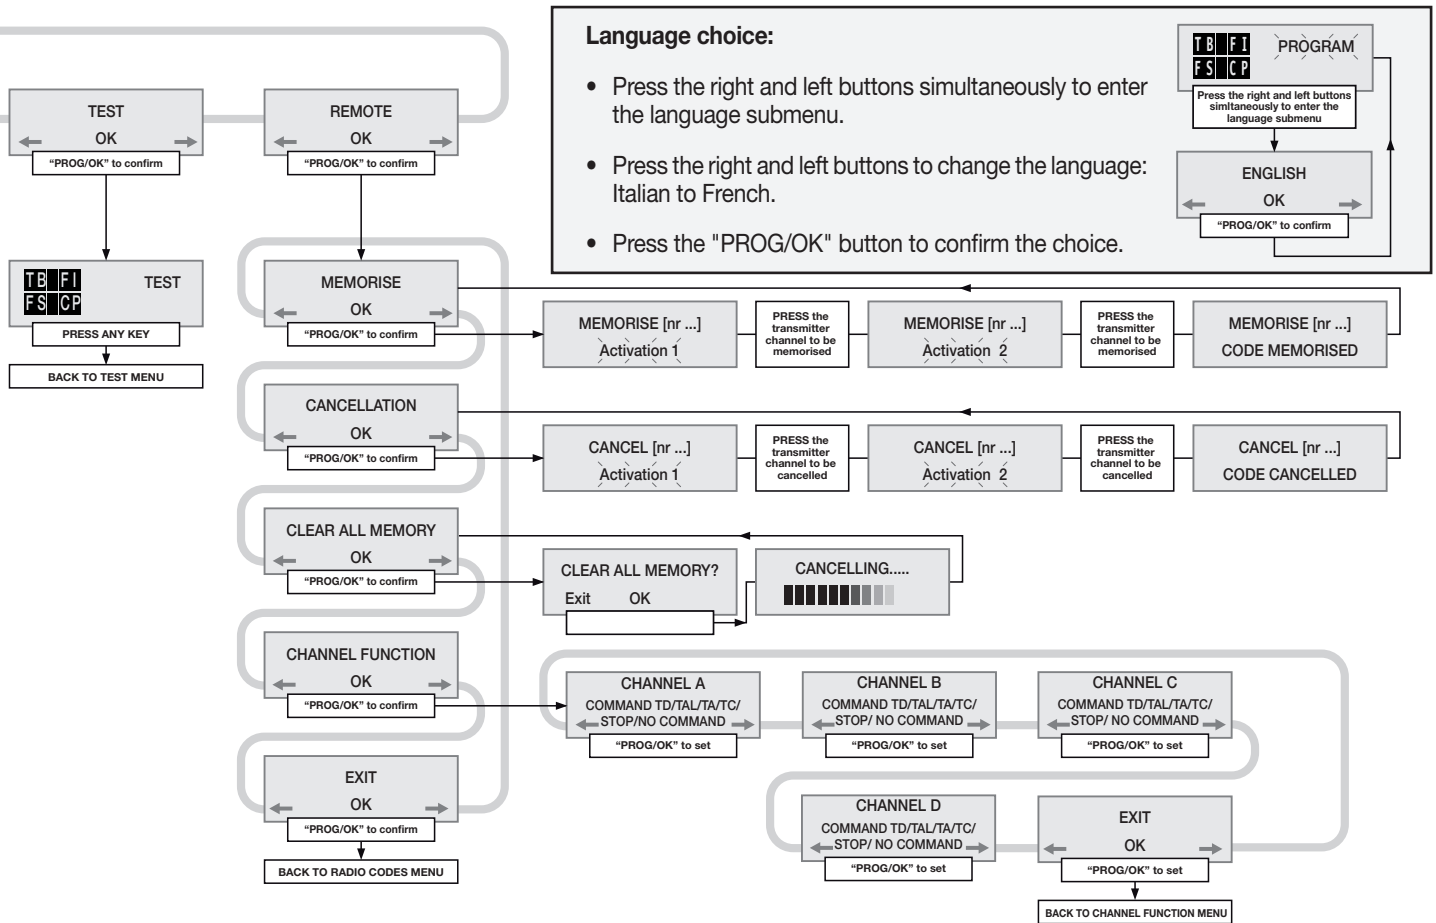 Language choice:
• Press the right and left buttons simultaneously to enter
the language submenu.
• Press the right and left buttons to change the language:
Italian to French.
• Press the "PROG/OK" button to confirm the choice.
TB FI
FS CP
PROGRAM
Press the right and left buttons
simltaneously to enter the
language submenu
ENGLISH
OK
“PROG/OK” to confirm
TEST
OK
“PROG/OK” to confirm
REMOTE
OK
“PROG/OK” to confirm
TB FI
FS CP
TEST
PRESS ANY KEY
BACK TO TEST MENU
MEMORISE
OK
“PROG/OK” to confirm
MEMORISE [nr ...]
Activation 1
PRESS the
transmitter
channel to be
memorised
MEMORISE [nr ...]
Activation 2
PRESS the
transmitter
channel to be
memorised
MEMORISE [nr ...]
CODE MEMORISED
CANCELLATION
OK
“PROG/OK” to confirm
CANCEL [nr ...]
Activation 1
PRESS the
transmitter
channel to be
cancelled
CANCEL [nr ...]
Activation 2
PRESS the
transmitter
channel to be
cancelled
CANCEL [nr ...]
CODE CANCELLED
CLEAR ALL MEMORY
OK
“PROG/OK” to confirm
CLEAR ALL MEMORY?
Exit OK
CANCELLING.....
CHANNEL FUNCTION
OK
“PROG/OK” to confirm
CHANNEL A
COMMAND TD/TAL/TA/TC/
STOP/NO COMMAND
“PROG/OK” to set
CHANNEL B
COMMAND TD/TAL/TA/TC/
STOP/ NO COMMAND
“PROG/OK” to set
CHANNEL C
COMMAND TD/TAL/TA/TC/
STOP/ NO COMMAND
“PROG/OK” to set
EXIT
OK
“PROG/OK” to confirm
BACK TO RADIO CODES MENU
CHANNEL D
COMMAND TD/TAL/TA/TC/
STOP/ NO COMMAND
“PROG/OK” to set
EXIT
OK
“PROG/OK” to set
BACK TO CHANNEL FUNCTION MENU